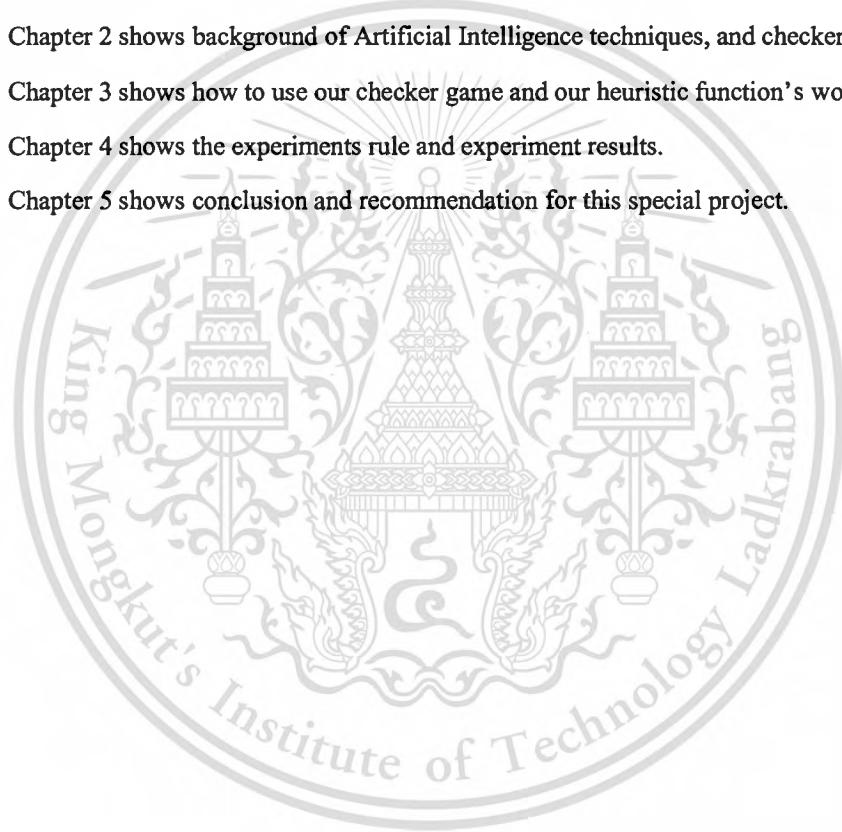 Chapter 2 shows background of Artificial Intelligence techniques, and checker
Chapter 3 shows how to use our checker game and our heuristic function's wo
Chapter 4 shows the experiments rule and experiment results.
Chapter 5 shows conclusion and recommendation for this special project.
King Mongkut's Institute of Technology Ladkrabang